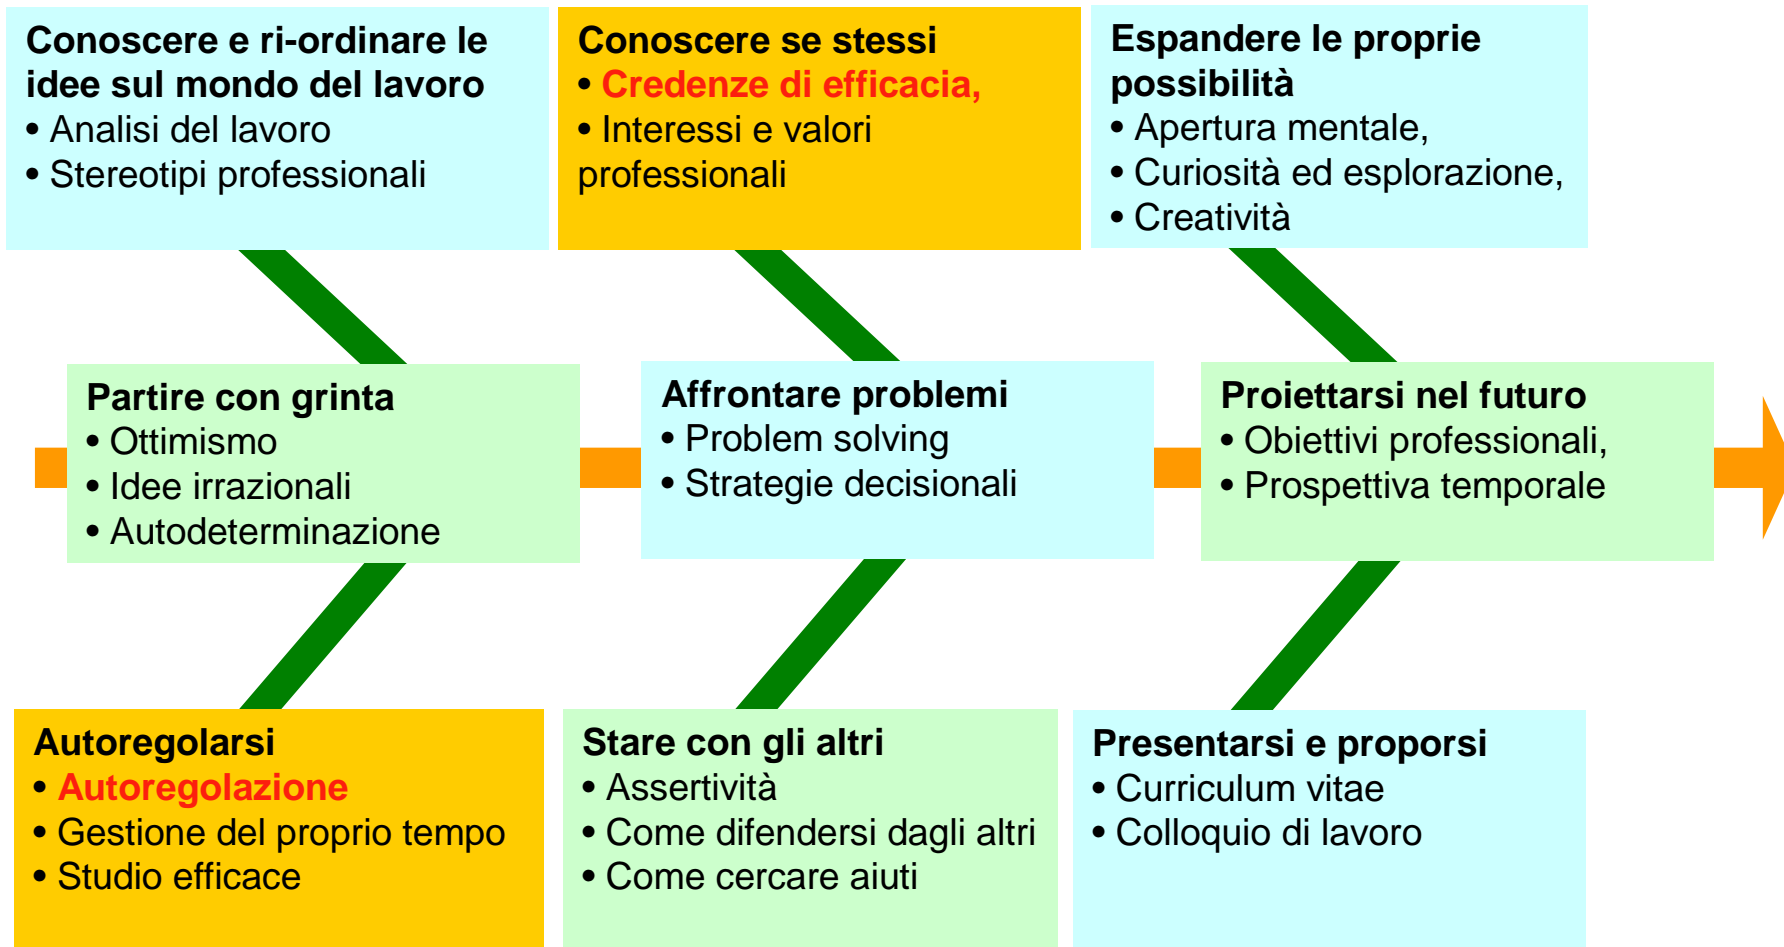 Conoscere e ri-ordinare le
idee sul mondo del lavoro
• Analisi del lavoro
• Stereotipi professionali
Conoscere se stessi
• Credenze di efficacia,
• Interessi e valori
professionali
Espandere le proprie
possibilità
• Apertura mentale,
• Curiosità ed esplorazione,
• Creatività
Partire con grinta
• Ottimismo
• Idee irrazionali
• Autodeterminazione
Affrontare problemi
• Problem solving
• Strategie decisionali
Proiettarsi nel futuro
• Obiettivi professionali,
• Prospettiva temporale
Autoregolarsi
• Autoregolazione
• Gestione del proprio tempo
• Studio efficace
Stare con gli altri
• Assertività
• Come difendersi dagli altri
• Come cercare aiuti
Presentarsi e proporsi
• Curriculum vitae
• Colloquio di lavoro